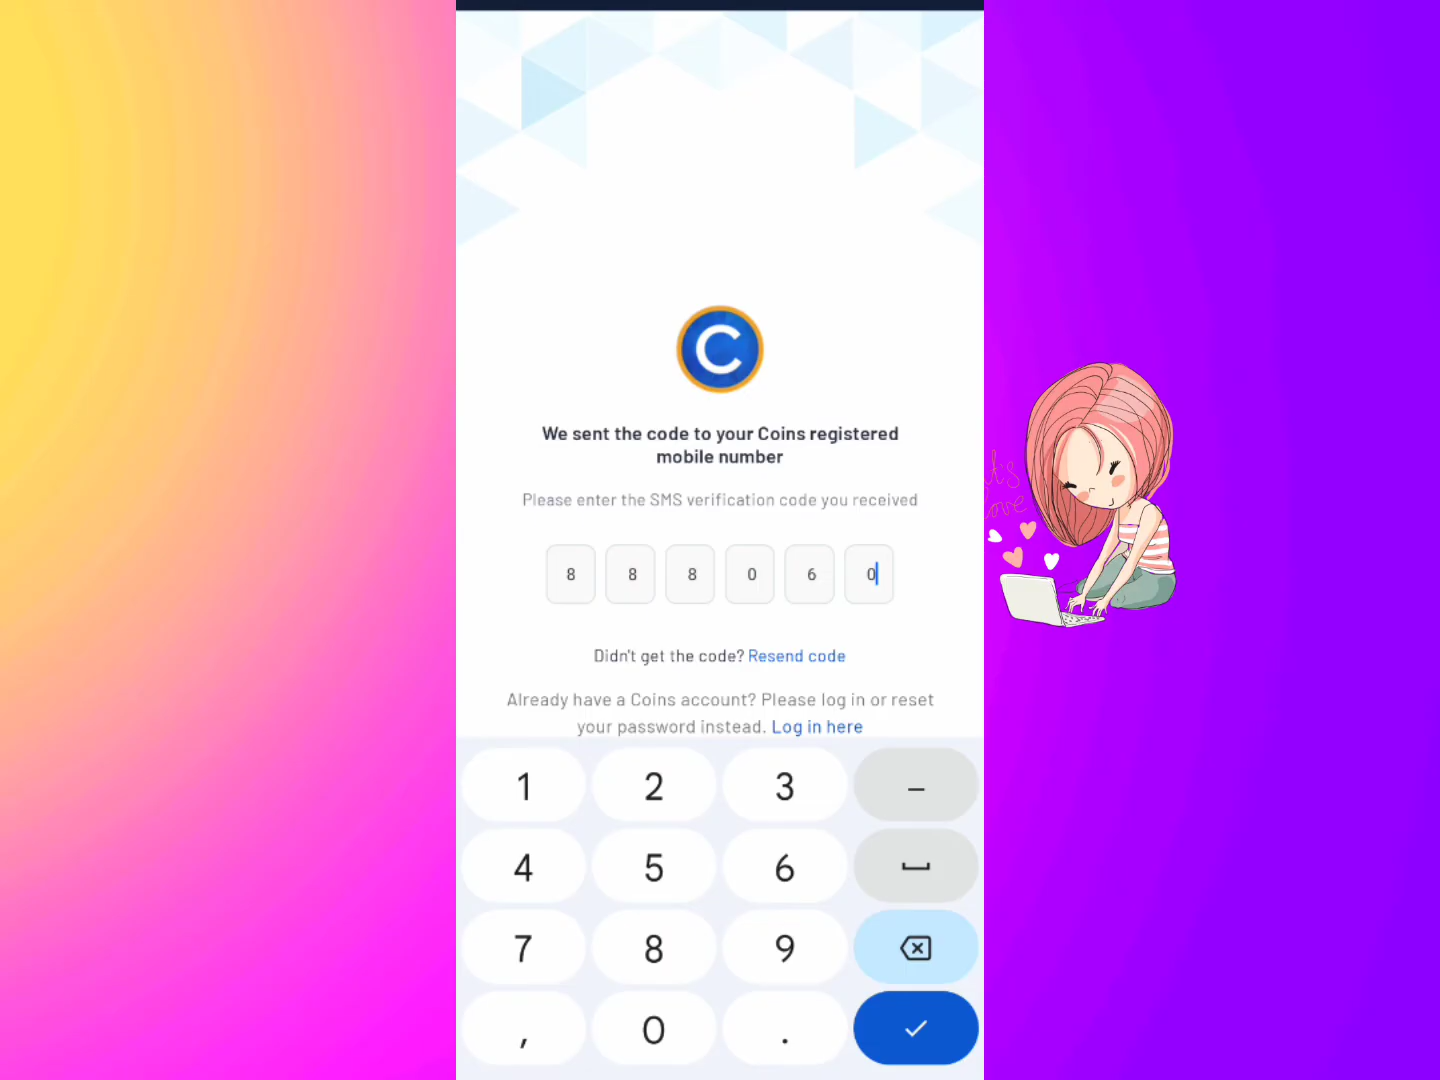 C
We sent the code to your Coins registered
mobile number
Please enter the SMS verification code you received
8 8 8 0 6 0
Didn't get the code? Resend code
Already have a Coins account? Please log in or reset
your password instead. Log in here
1 2 3 –
4 5 6
7 8 9
, 0 .
love